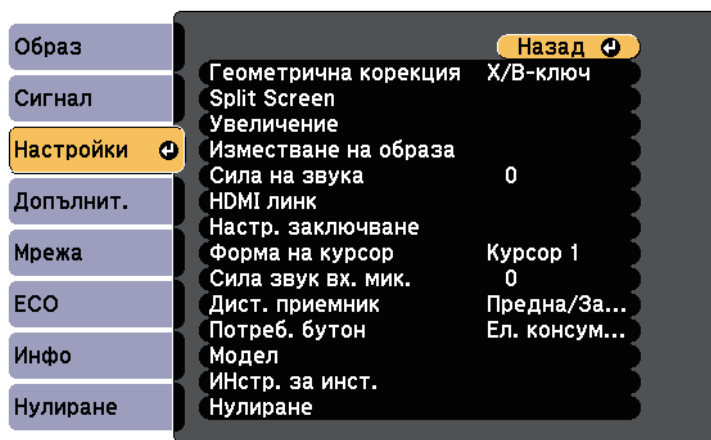 Образ
Сигнал
Настройки
Допълнит.
Мрежа
ECO
Инфо
Нулиране
Назад
Геометрична корекция Х/В-ключ
Split Screen
Увеличение
Изместване на образа
Сила на звука 0
HDMI линк
Настр. заключване
Форма на курсор Курсор 1
Сила звук вх. мик. 0
Дист. приемник Предна/За...
Потреб. бутон Ел. консум...
Модел
ИНстр. за инст.
Нулиране